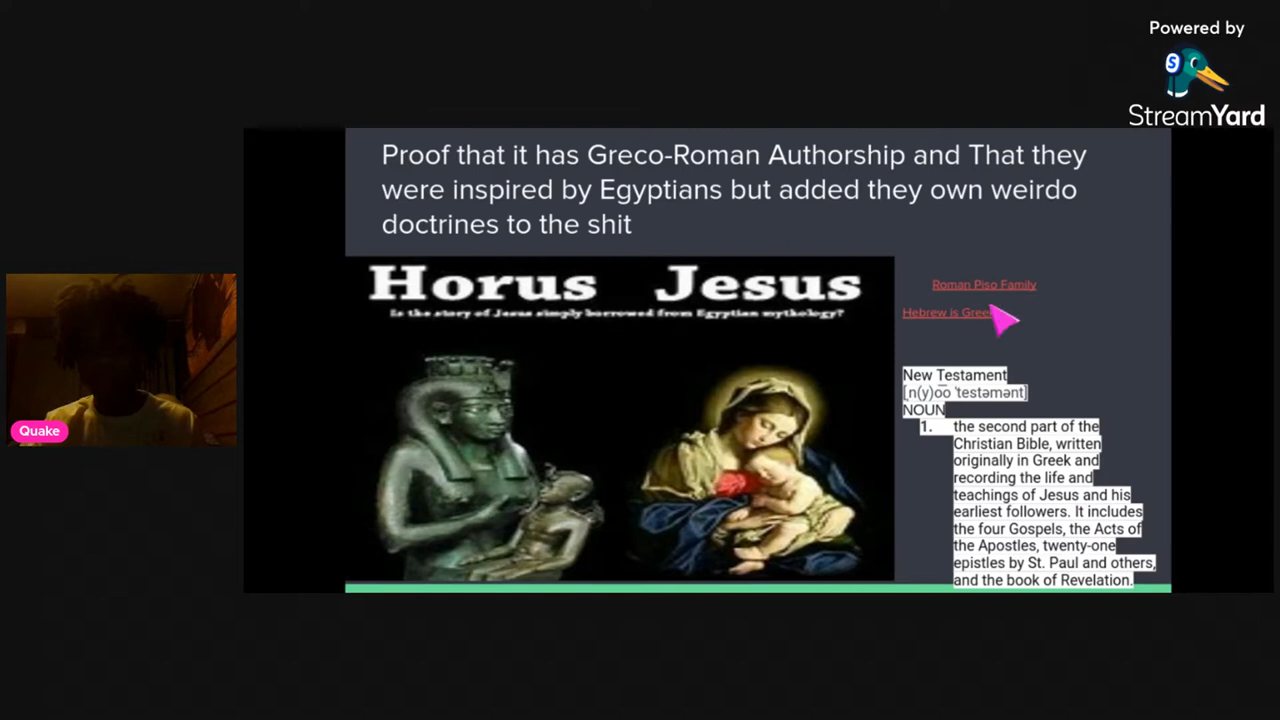 Powered by
StreamYard
Proof that it has Greco-Roman Authorship and That they
were inspired by Egyptians but added they own weirdo
doctrines to the shit
Horus Jesus
Is the story of Jesus simply borrowed from Egyptian mythology?
Roman Piso Family
Hebrew is
New Testament
[n(y)o͞o ˈtestəmənt]
NOUN
1. the second part of the
Christian Bible, written
originally in Greek and
recording the life and
teachings of Jesus and his
earliest followers. It includes
the four Gospels, the Acts of
the Apostles, twenty-one
epistles by St. Paul and others,
and the book of Revelation.
Quake